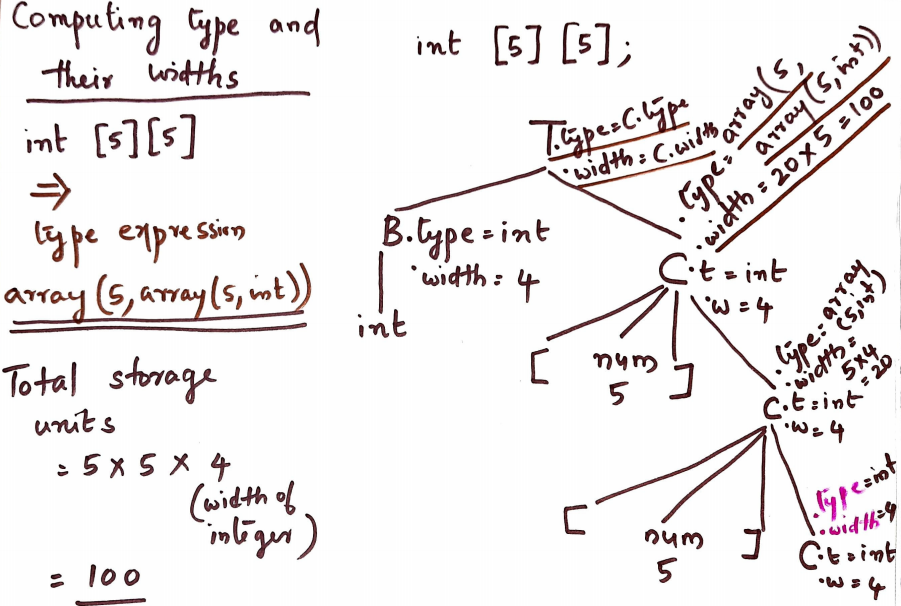 Computing type and
their widths
int [5][5]
⇒
type expression
array(5, array(5, int))
Total storage
units
= 5 x 5 x 4
(width of
integer)
= 100
int [5] [5];
T.type=C.type
.width= C.width
.type= array(5,
array(5,int))
.width = 20 x 5 = 100
B.type = int
.width = 4
int
C.t = int
.w = 4
[
num
5
]
.type= array
(5,int)
.width=
5x4
=20
C.t=int
.w=4
[
num
5
]
.type=int
.width=4
C.t=int
.w=4